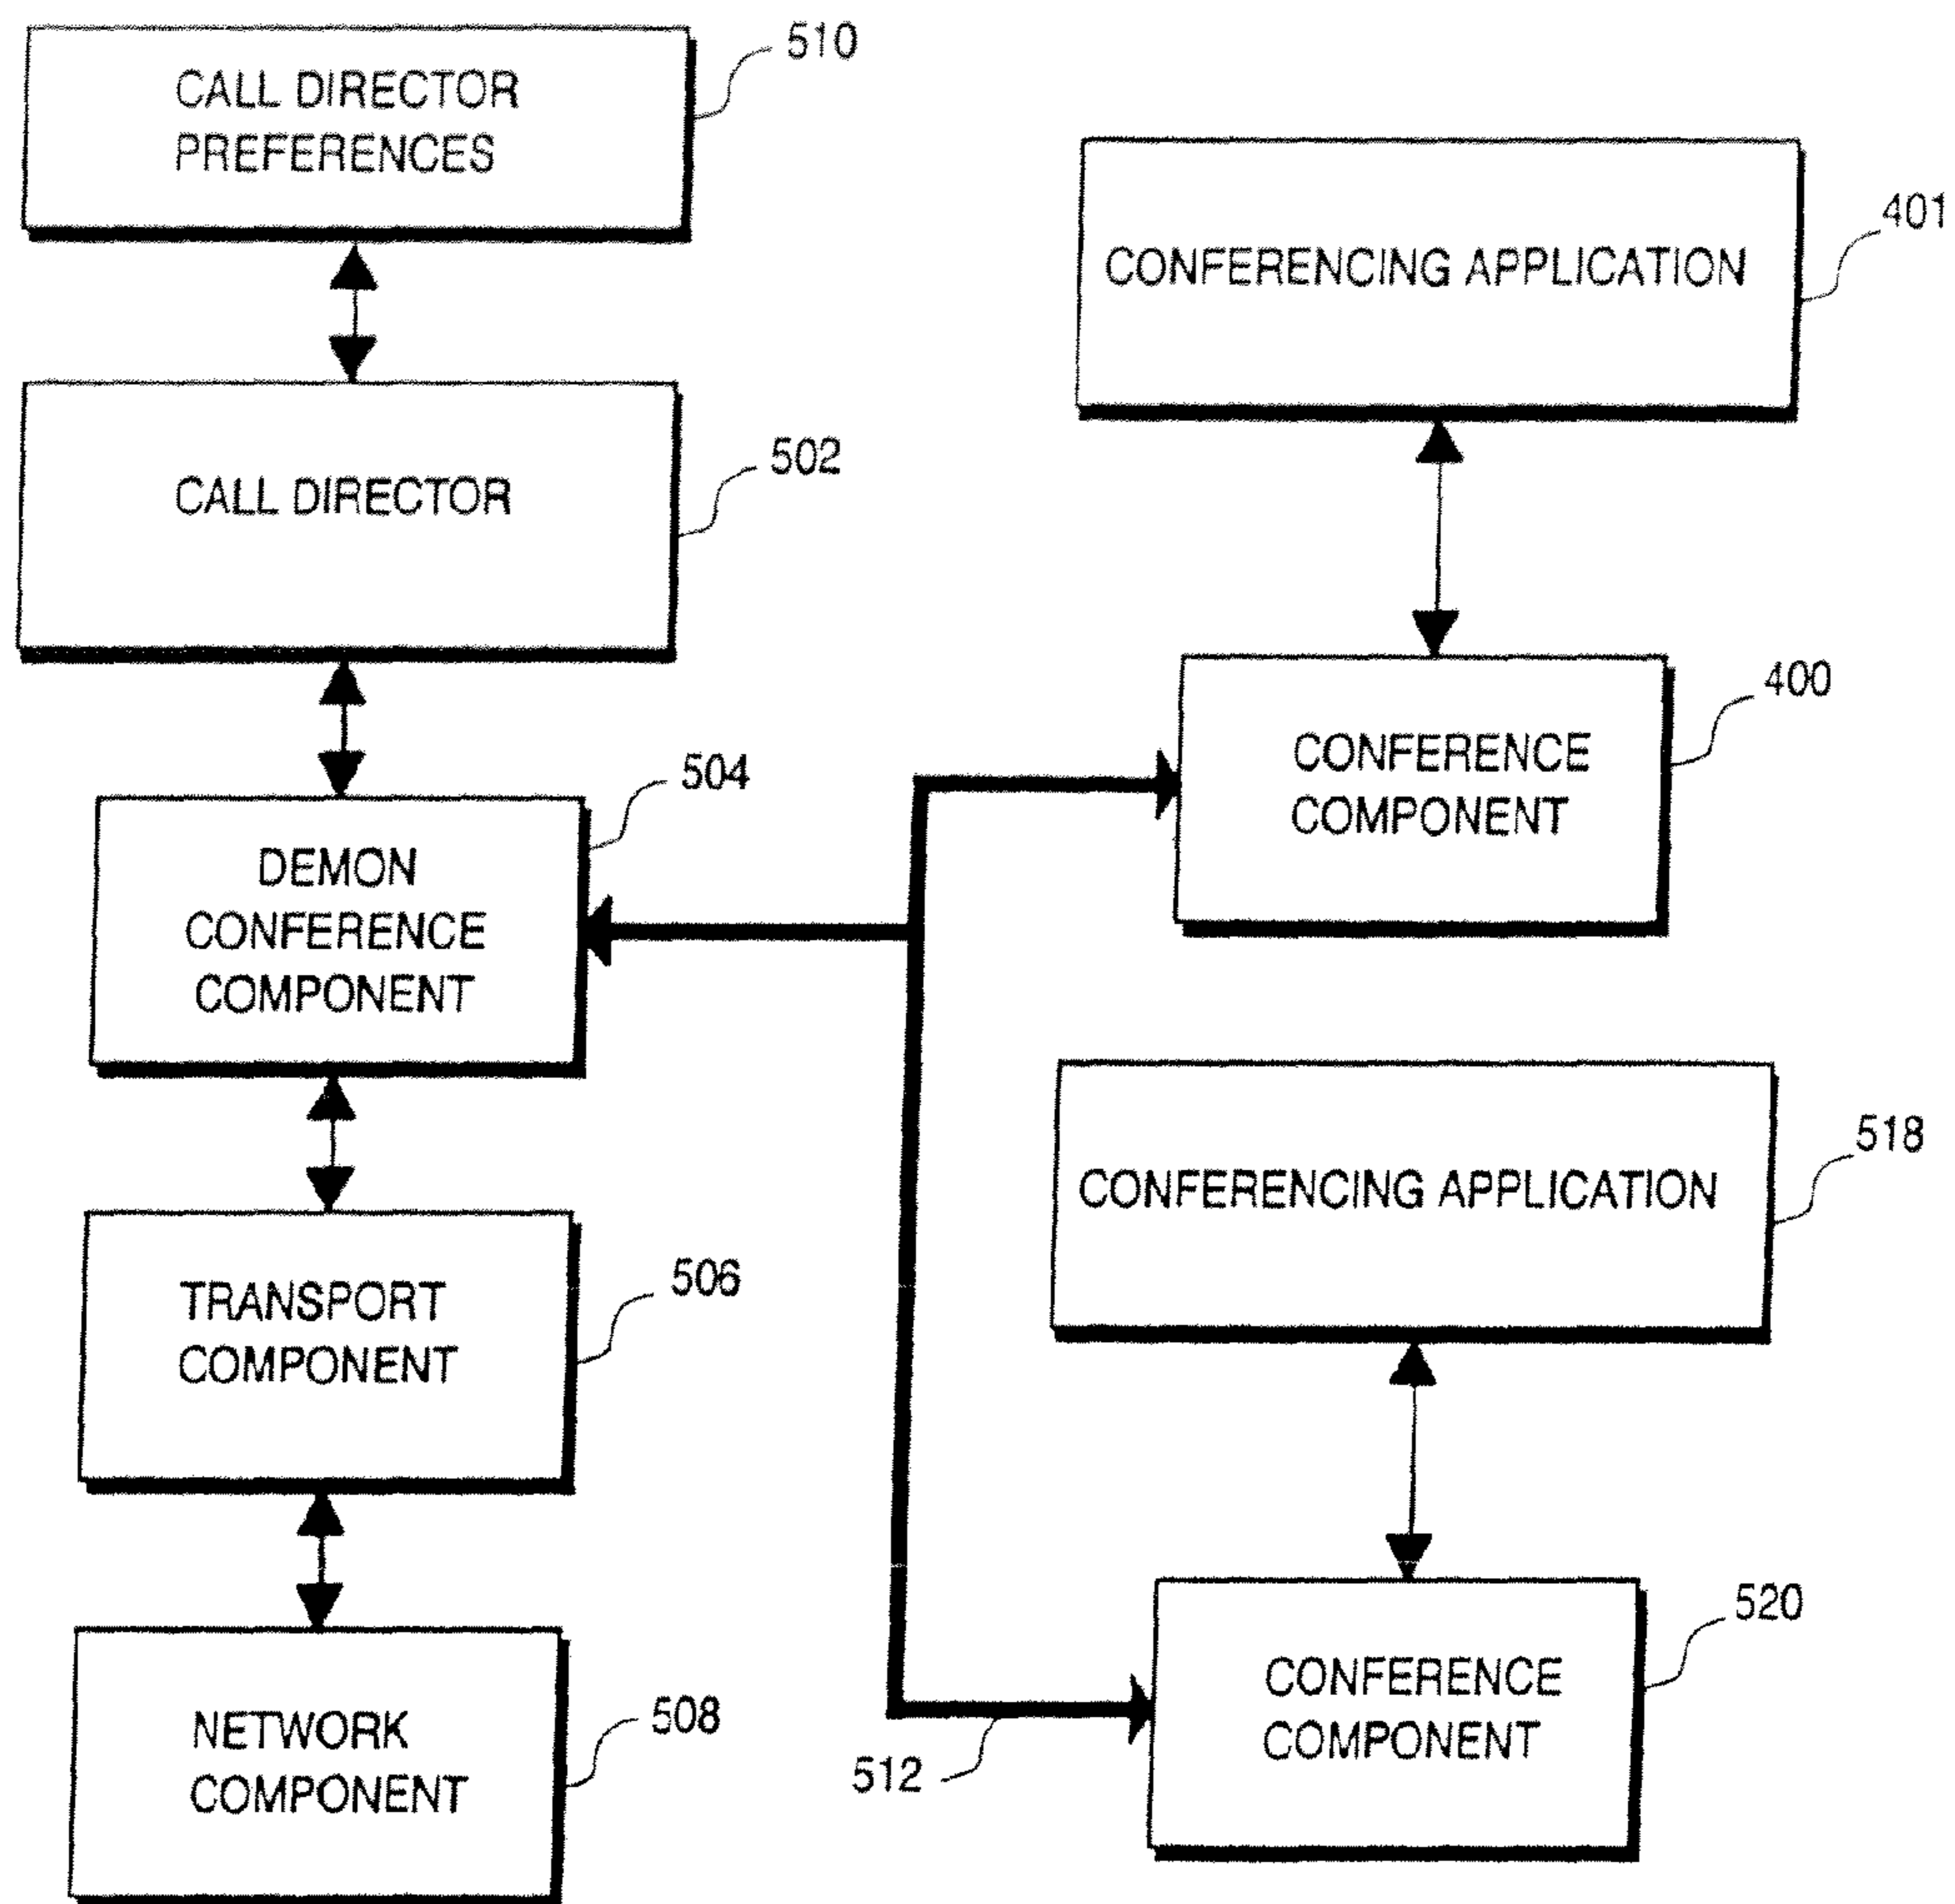 510
CALL DIRECTOR
PREFERENCES
401
CONFERENCING APPLICATION
502
CALL DIRECTOR
400
CONFERENCE
COMPONENT
504
DEMON
CONFERENCE
COMPONENT
518
CONFERENCING APPLICATION
506
TRANSPORT
COMPONENT
520
CONFERENCE
COMPONENT
508
NETWORK
COMPONENT
512